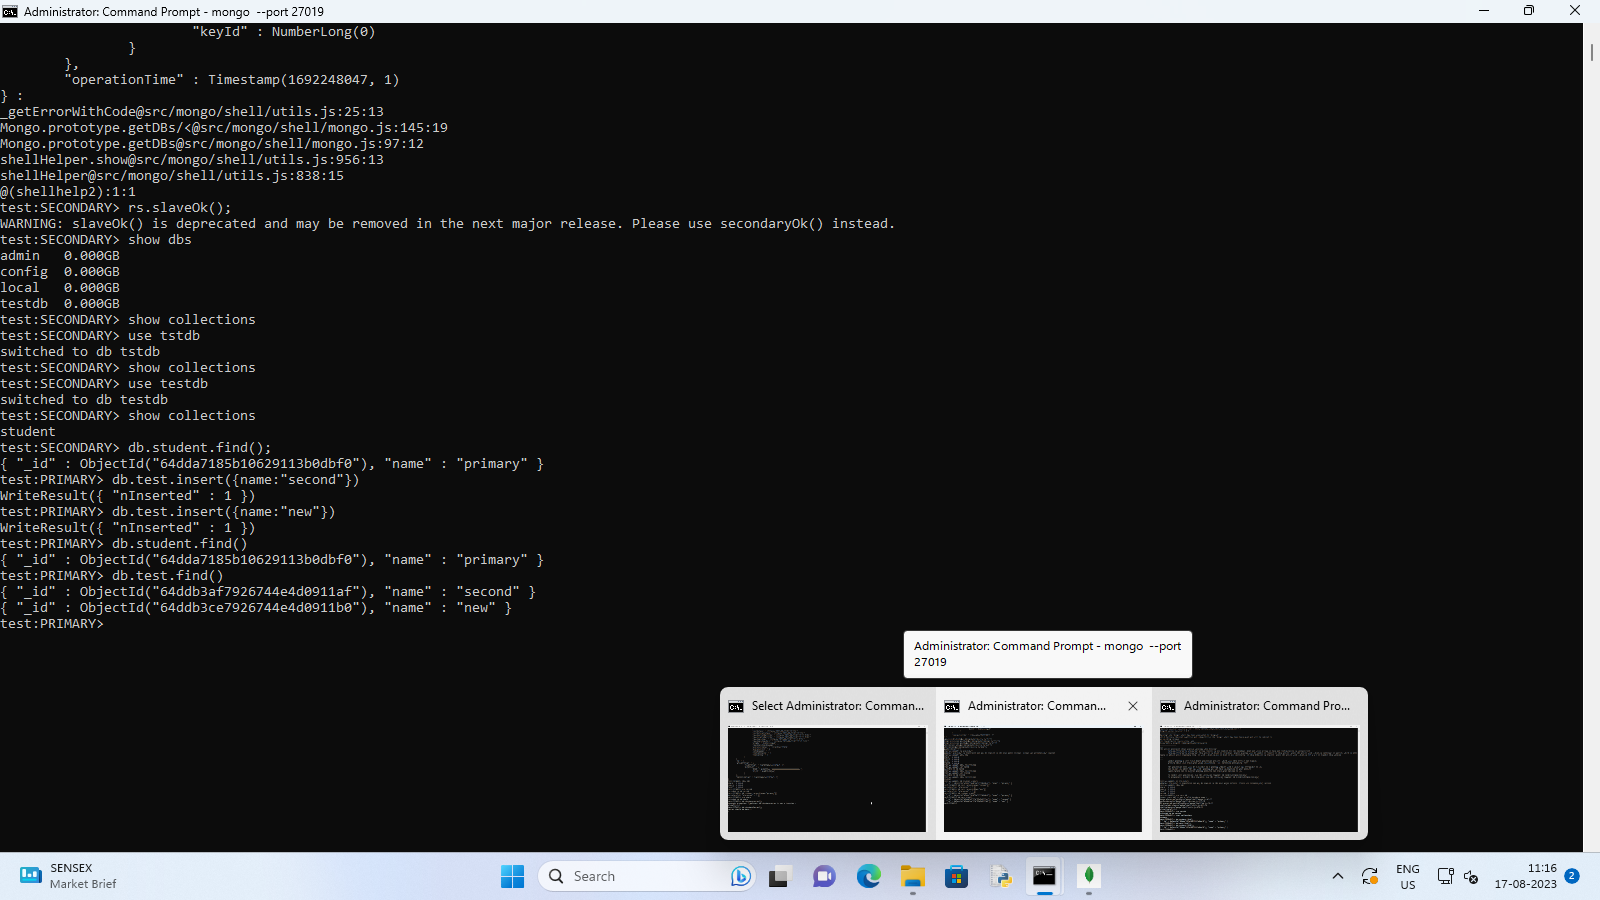 Administrator: Command Prompt - mongo  --port 27019
"keyId" : NumberLong(0)
}
},
"operationTime" : Timestamp(1692248047, 1)
} :
_getErrorWithCode@src/mongo/shell/utils.js:25:13
Mongo.prototype.getDBs/<@src/mongo/shell/mongo.js:145:19
Mongo.prototype.getDBs@src/mongo/shell/mongo.js:97:12
shellHelper.show@src/mongo/shell/utils.js:956:13
shellHelper@src/mongo/shell/utils.js:838:15
@(shellhelp2):1:1
test:SECONDARY> rs.slaveOk();
WARNING: slaveOk() is deprecated and may be removed in the next major release. Please use secondaryOk() instead.
test:SECONDARY> show dbs
admin   0.000GB
config  0.000GB
local   0.000GB
testdb  0.000GB
test:SECONDARY> show collections
test:SECONDARY> use tstdb
switched to db tstdb
test:SECONDARY> show collections
test:SECONDARY> use testdb
switched to db testdb
test:SECONDARY> show collections
student
test:SECONDARY> db.student.find();
{ "_id" : ObjectId("64dda7185b10629113b0dbf0"), "name" : "primary" }
test:PRIMARY> db.test.insert({name:"second"})
WriteResult({ "nInserted" : 1 })
test:PRIMARY> db.test.insert({name:"new"})
WriteResult({ "nInserted" : 1 })
test:PRIMARY> db.student.find()
{ "_id" : ObjectId("64dda7185b10629113b0dbf0"), "name" : "primary" }
test:PRIMARY> db.test.find()
{ "_id" : ObjectId("64ddb3af7926744e4d0911af"), "name" : "second" }
{ "_id" : ObjectId("64ddb3ce7926744e4d0911b0"), "name" : "new" }
test:PRIMARY>
Administrator: Command Prompt - mongo  --port
27019
Select Administrator: Comman...
Administrator: Comman...
Administrator: Command Pro...
SENSEX
Market Brief
Search
ENG
US
11:16
17-08-2023
2